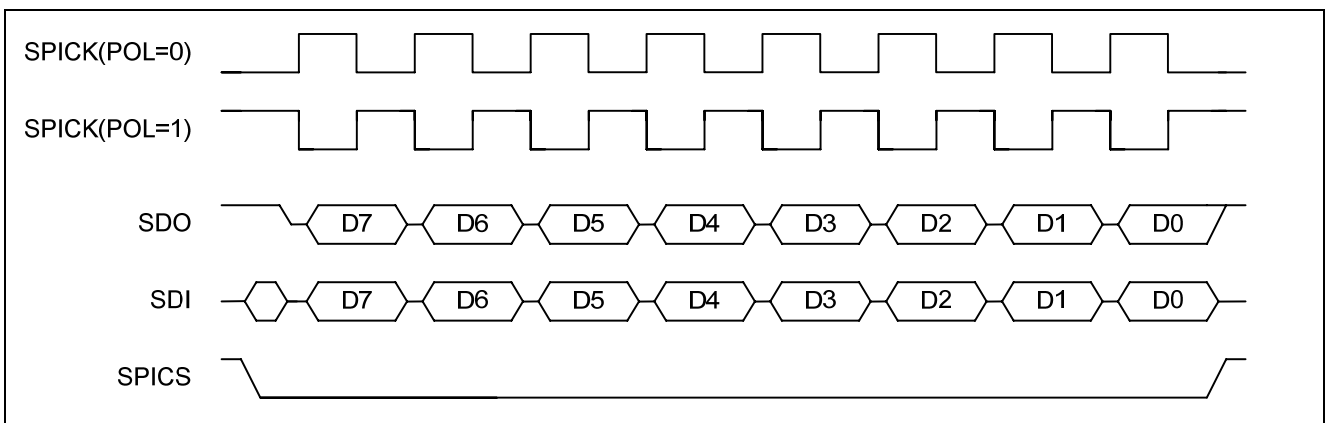 SPICK(POL=0)
SPICK(POL=1)
SDO D7 D6 D5 D4 D3 D2 D1 D0
SDI D7 D6 D5 D4 D3 D2 D1 D0
SPICS